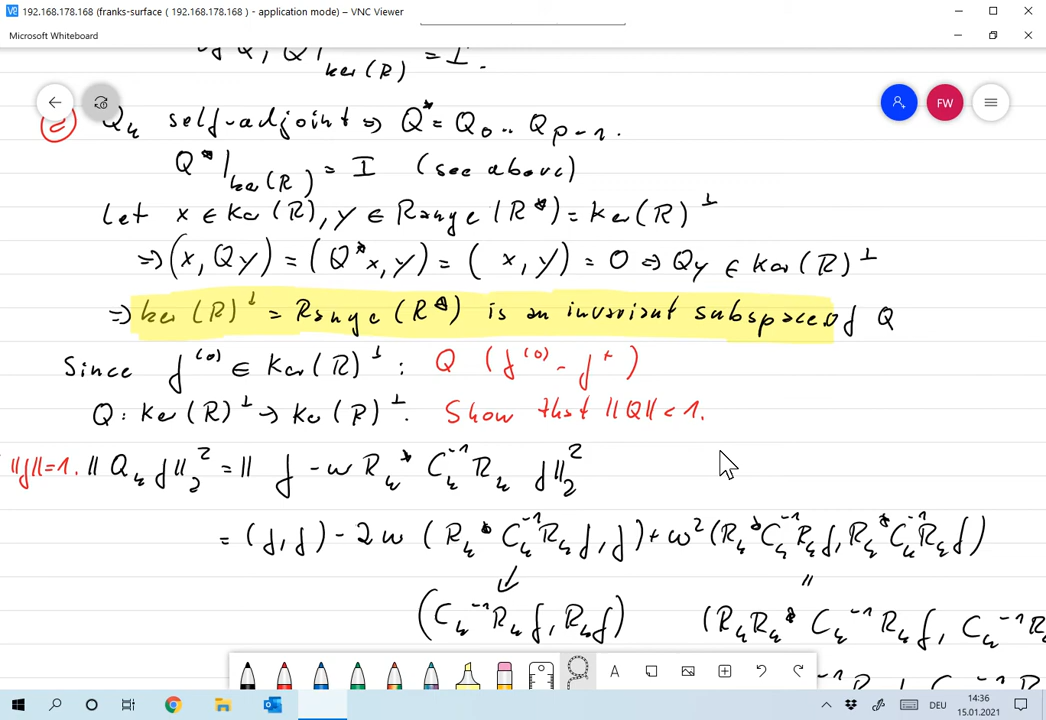 192.168.178.168 (franks-surface ( 192.168.178.168 ) - application mode) – VNC Viewer
Microsoft Whiteboard
of Q, Q|ker(R) = I.
c) Q_k self-adjoint ⇒ Q* = Q_0 .. Q_{p-1}.
Q*|ker(R) = I (see above)
Let x ∈ Ker(R), y ∈ Range(R*) = Ker(R)^⊥
⇒ (x, Qy) = (Q*x, y) = (x, y) = 0 ⇒ Qy ∈ Ker(R)^⊥
⇒ Ker(R)^⊥ = Range(R*) is an invariant subspace of Q
Since f^(0) ∈ Ker(R)^⊥ : Q (f^(0) - f^+)
Q: Ker(R)^⊥ → Ker(R)^⊥. Show that ||Q|| < 1.
||f||=1. ||Q_k f||_2^2 = || f - ω R_k* C_k^-1 R_k f||_2^2
= (f, f) - 2ω (R_k* C_k^-1 R_k f, f) + ω^2 (R_k* C_k^-1 R_k f, R_k* C_k^-1 R_k f)
(C_k^-1 R_k f, R_k f) (R_k R_k* C_k^-1 R_k f, C_k^-1 R
FW
A
DEU
14:36
15.01.2021